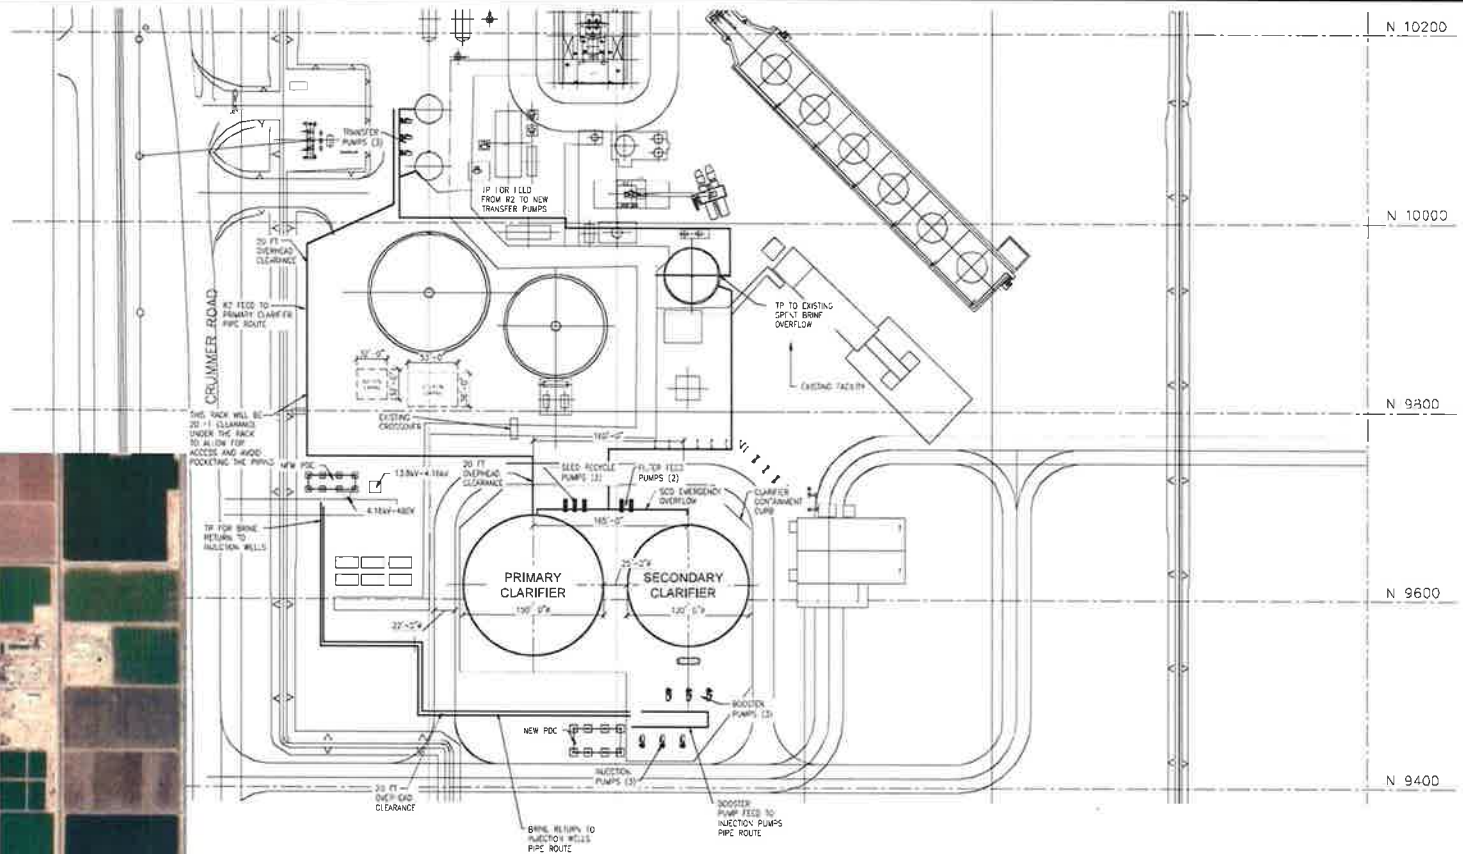 N 10200
TRANSFER
PUMPS (3)
TP FOR FEED
FROM R2 TO NEW
TRANSFER PUMPS
N 10000
20 FT
OVERHEAD
CLEARANCE
R2 FEED TO
PRIMARY CLARIFIER
PIPE ROUTE
CRUMMER ROAD
TP TO EXISTING
SPENT BRINE
OVERFLOW
EXISTING FACILITY
N 9800
THIS RACK WILL BE
CLEARANCE
UNDER THE RACK
TO ALLOW FOR
ACCESS AND AVOID
POCKETING THE PIPING
EXISTING
CROSSOVER
NEW PDC
13.8kV-4.16kV
4.16kV-480V
20 FT
OVERHEAD
CLEARANCE
SEED RECYCLE
PUMPS (3)
FILTER FEED
PUMPS (2)
SCD EMERGENCY
OVERFLOW
CLARIFIER
CONTAINMENT
CURB
165'-0"
TP FOR BRINE
RETURN TO
INJECTION WELLS
PRIMARY
CLARIFIER
SECONDARY
CLARIFIER
N 9600
BOOSTER
PUMPS (3)
NEW PDC
INJECTION
PUMPS (3)
N 9400
20 FT
OVERHEAD
CLEARANCE
BOOSTER
PUMP FEED TO
INJECTION PUMPS
PIPE ROUTE
BRINE RETURN TO
INJECTION WELLS
PIPE ROUTE